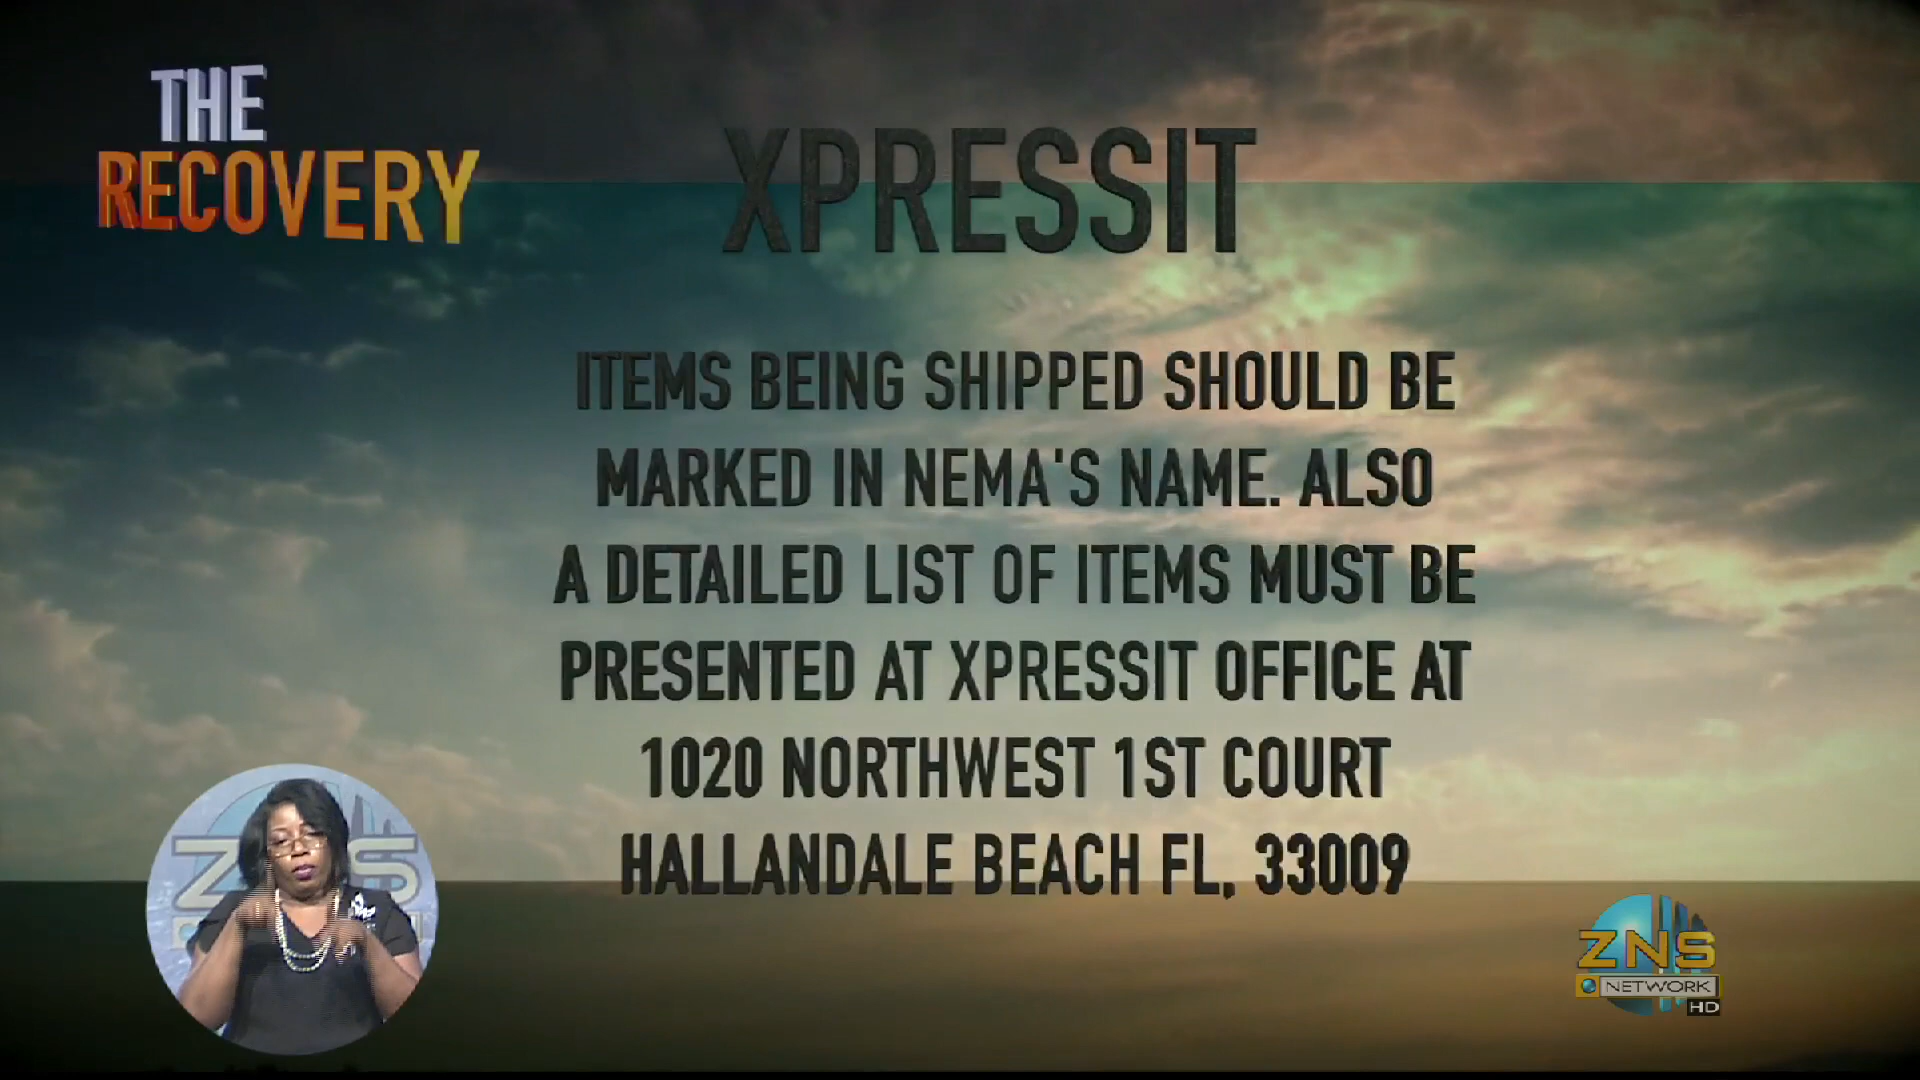 THE
RECOVERY
XPRESSIT
ITEMS BEING SHIPPED SHOULD BE
MARKED IN NEMA'S NAME. ALSO
A DETAILED LIST OF ITEMS MUST BE
PRESENTED AT XPRESSIT OFFICE AT
1020 NORTHWEST 1ST COURT
HALLANDALE BEACH FL, 33009
ZNS
ZNS
NETWORK
HD